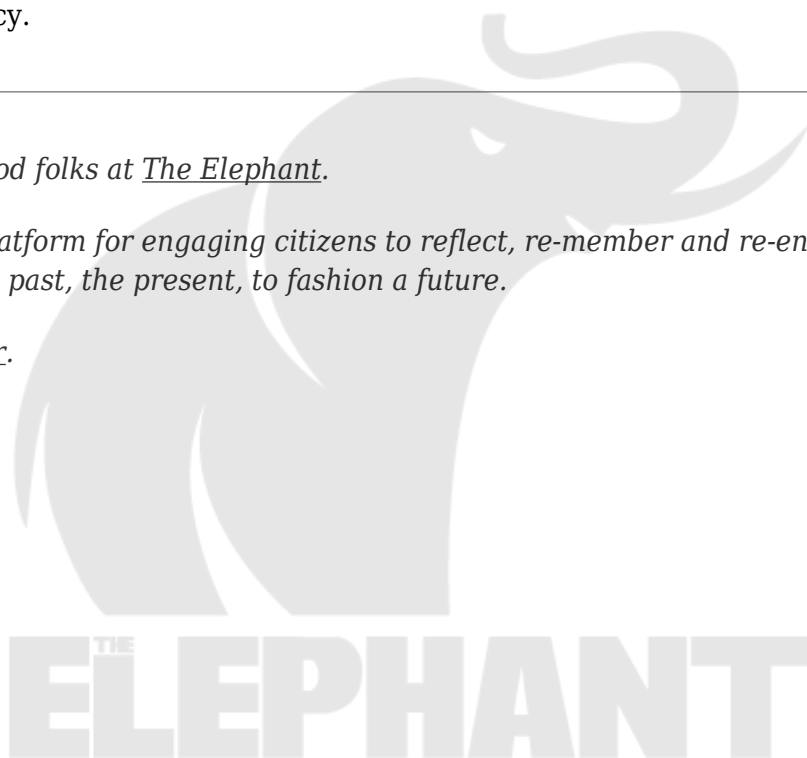 cy.
od folks at The Elephant.
atform for engaging citizens to reflect, re-member and re-en
past, the present, to fashion a future.
r.
THE
ELEPHANT